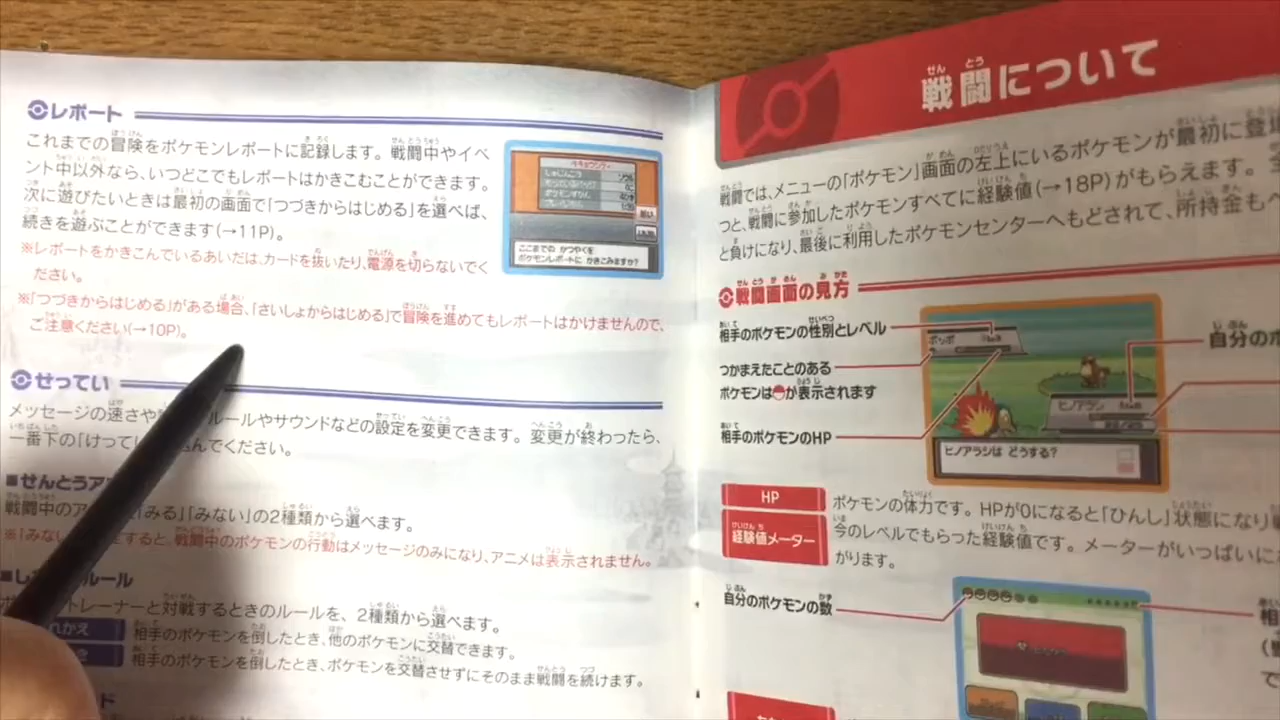 レポート
これまでの冒険をポケモンレポートに記録します。戦闘中やイベ
ント中以外なら、いつどこでもレポートはかきこむことができます。
次に遊びたいときは最初の画面で「つづきからはじめる」を選べば、
続きを遊ぶことができます(→11P)。
※レポートをかきこんでいるあいだは、カードを抜いたり、電源を切らないでく
ださい。
※「つづきからはじめる」がある場合、「さいしょからはじめる」で冒険を進めてもレポートはかけませんので、
ご注意ください(→10P)。
キキョウシティ
ここまでの かつやくを
ポケモンレポートに かきこみますか?
せってい
メッセージの速さや ルールやサウンドなどの設定を変更できます。変更が終わったら、
一番下の「けって んでください。
■せんとうア
戦闘中のア 「みる」「みない」の2種類から選べます。
※「みない すると、戦闘中のポケモンの行動はメッセージのみになり、アニメは表示されません。
ルール
トレーナーと対戦するときのルールを、2種類から選べます。
れかえ 相手のポケモンを倒したとき、他のポケモンに交替できます。
相手のポケモンを倒したとき、ポケモンを交替させずにそのまま戦闘を続けます。
ド
戦闘について
戦闘では、メニューの「ポケモン」画面の左上にいるポケモンが最初に登
つと、戦闘に参加したポケモンすべてに経験値(→18P)がもらえます。
と負けになり、最後に利用したポケモンセンターへもどされて、所持金も
戦闘画面の見方
相手のポケモンの性別とレベル
つかまえたことのある
ポケモンは が表示されます
相手のポケモンのHP
自分のポ
ポッポ
ヒノアラシ
ヒノアラシは どうする?
HP
ポケモンの体力です。HPが0になると「ひんし」状態になり
経験値メーター
今のレベルでもらった経験値です。メーターがいっぱいに
がります。
自分のポケモンの数
相